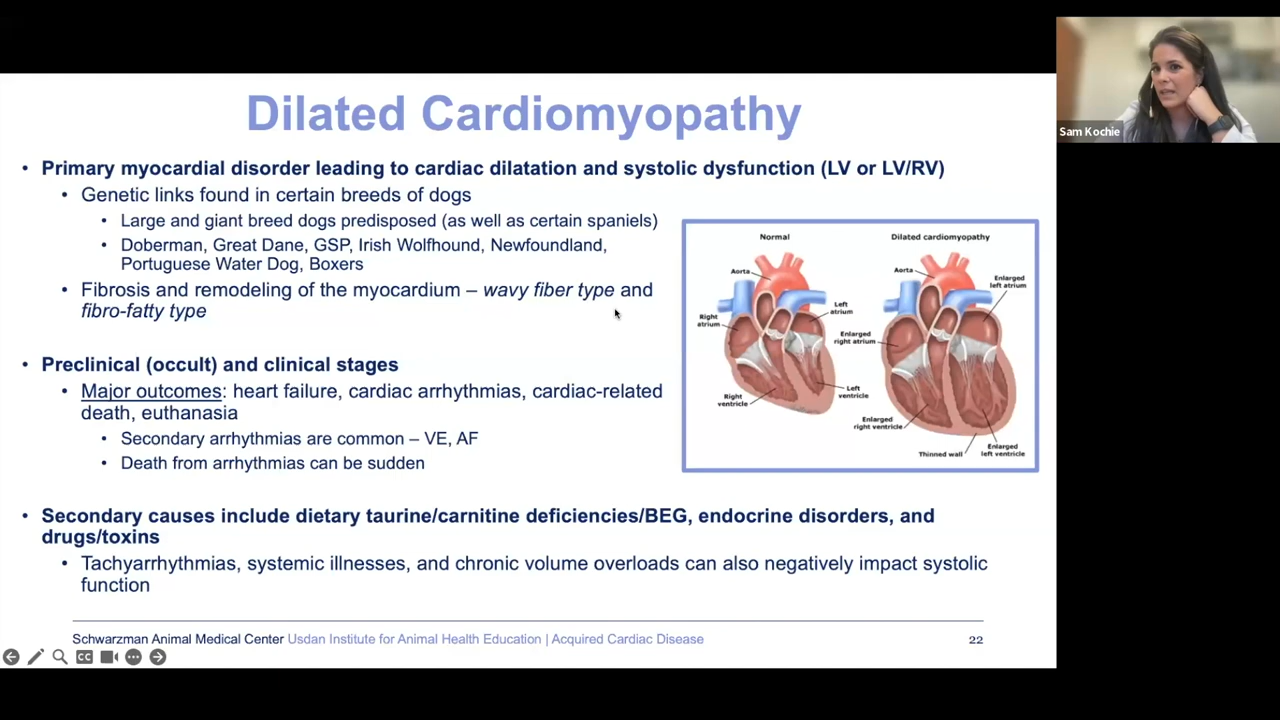 Dilated Cardiomyopathy
Sam Kochie
• Primary myocardial disorder leading to cardiac dilatation and systolic dysfunction (LV or LV/RV)
• Genetic links found in certain breeds of dogs
• Large and giant breed dogs predisposed (as well as certain spaniels)
• Doberman, Great Dane, GSP, Irish Wolfhound, Newfoundland,
Portuguese Water Dog, Boxers
• Fibrosis and remodeling of the myocardium – wavy fiber type and
fibro-fatty type
• Preclinical (occult) and clinical stages
• Major outcomes: heart failure, cardiac arrhythmias, cardiac-related
death, euthanasia
• Secondary arrhythmias are common – VE, AF
• Death from arrhythmias can be sudden
Normal
Aorta
Right
atrium
Left
atrium
Right
ventricle
Left
ventricle
Dilated cardiomyopathy
Aorta
Enlarged
left atrium
Enlarged
right atrium
Enlarged
right ventricle
Thinned wall
Enlarged
left ventricle
• Secondary causes include dietary taurine/carnitine deficiencies/BEG, endocrine disorders, and
drugs/toxins
• Tachyarrhythmias, systemic illnesses, and chronic volume overloads can also negatively impact systolic
function
Schwarzman Animal Medical Center Usdan Institute for Animal Health Education | Acquired Cardiac Disease
22
CC